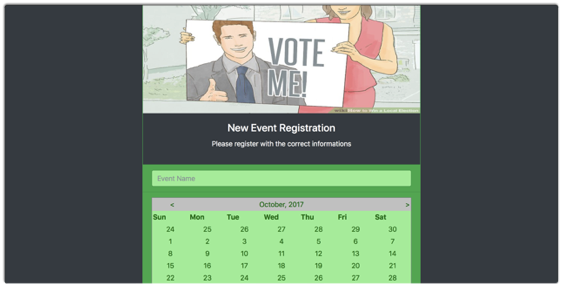 VOTE
ME!
wikiHow to Win a Local Election
New Event Registration
Please register with the correct informations
Event Name
< October, 2017 >
Sun Mon Tue Wed Thu Fri Sat
24 25 26 27 28 29 30
1 2 3 4 5 6 7
8 9 10 11 12 13 14
15 16 17 18 19 20 21
22 23 24 25 26 27 28